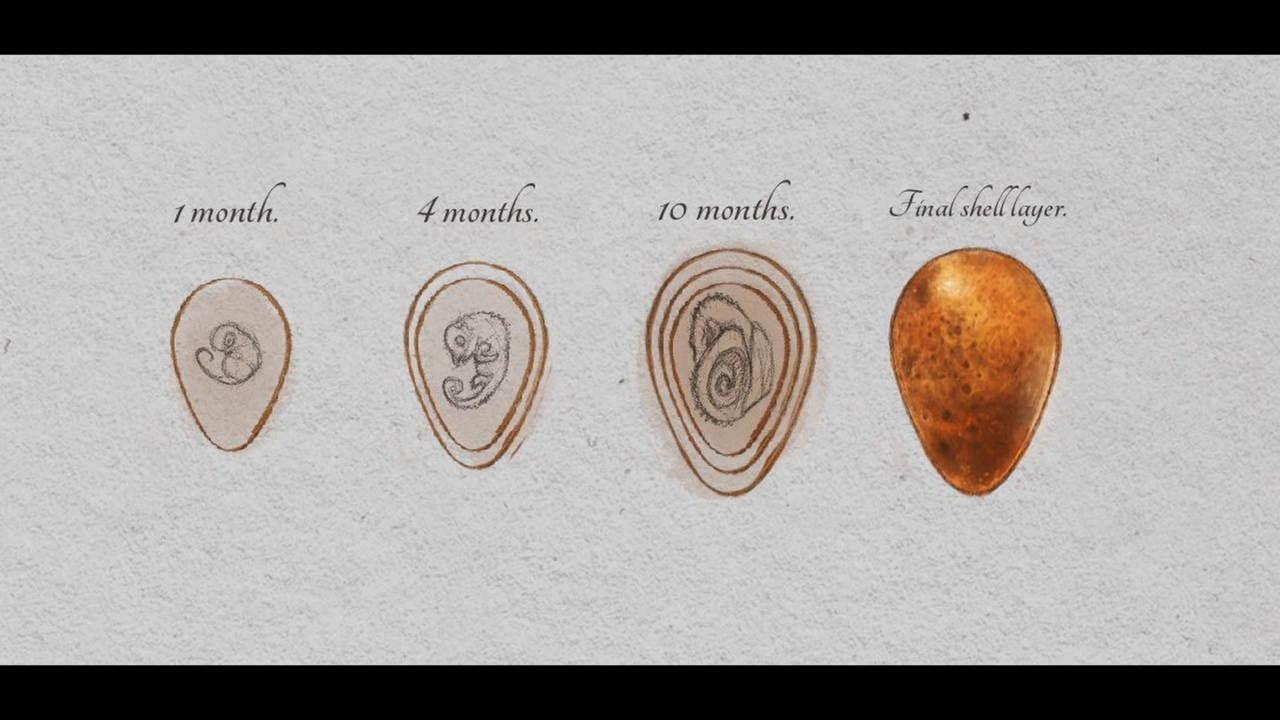 1 month.
4 months.
10 months.
Final shell layer.